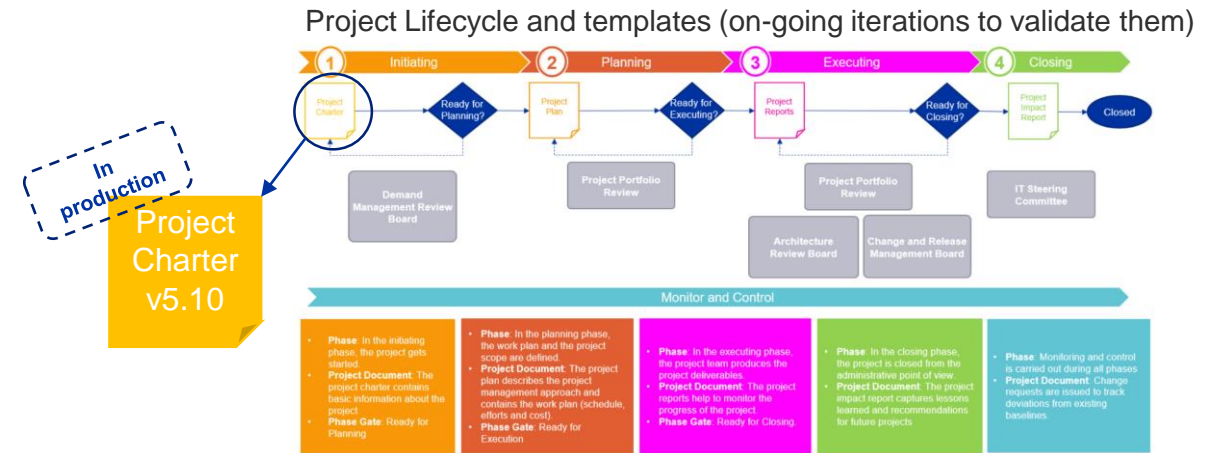 Project Lifecycle and templates (on-going iterations to validate them)
1
Initiating
2
Planning
3
Executing
4
Closing
Project
Charter
Ready for
Planning?
Project
Plan
Ready for
Executing?
Project
Reports
Ready for
Closing?
Project
Impact
Report
Closed
In
production
Project
Charter
v5.10
Demand
Management Review
Board
Project Portfolio
Review
Project Portfolio
Review
IT Steering
Committee
Architecture
Review Board
Change and Release
Management Board
Monitor and Control
• Phase: In the initiating
phase, the project gets
started.
• Project Document: The
project charter contains
basic information about the
project
• Phase Gate: Ready for
Planning
• Phase: In the planning phase,
the work plan and the project
scope are defined.
• Project Document: The project
plan describes the project
management approach and
contains the work plan (schedule,
efforts and cost).
• Phase Gate: Ready for
Execution
• Phase: In the executing phase,
the project team produces the
project deliverables.
• Project Document: The project
reports help to monitor the
progress of the project.
• Phase Gate: Ready for Closing.
• Phase: In the closing phase,
the project is closed from the
administrative point of view.
• Project Document: The project
impact report captures lessons
learned and recommendations
for future projects
• Phase: Monitoring and control
is carried out during all phases
• Project Document: Change
requests are issued to track
deviations from existing
baselines.